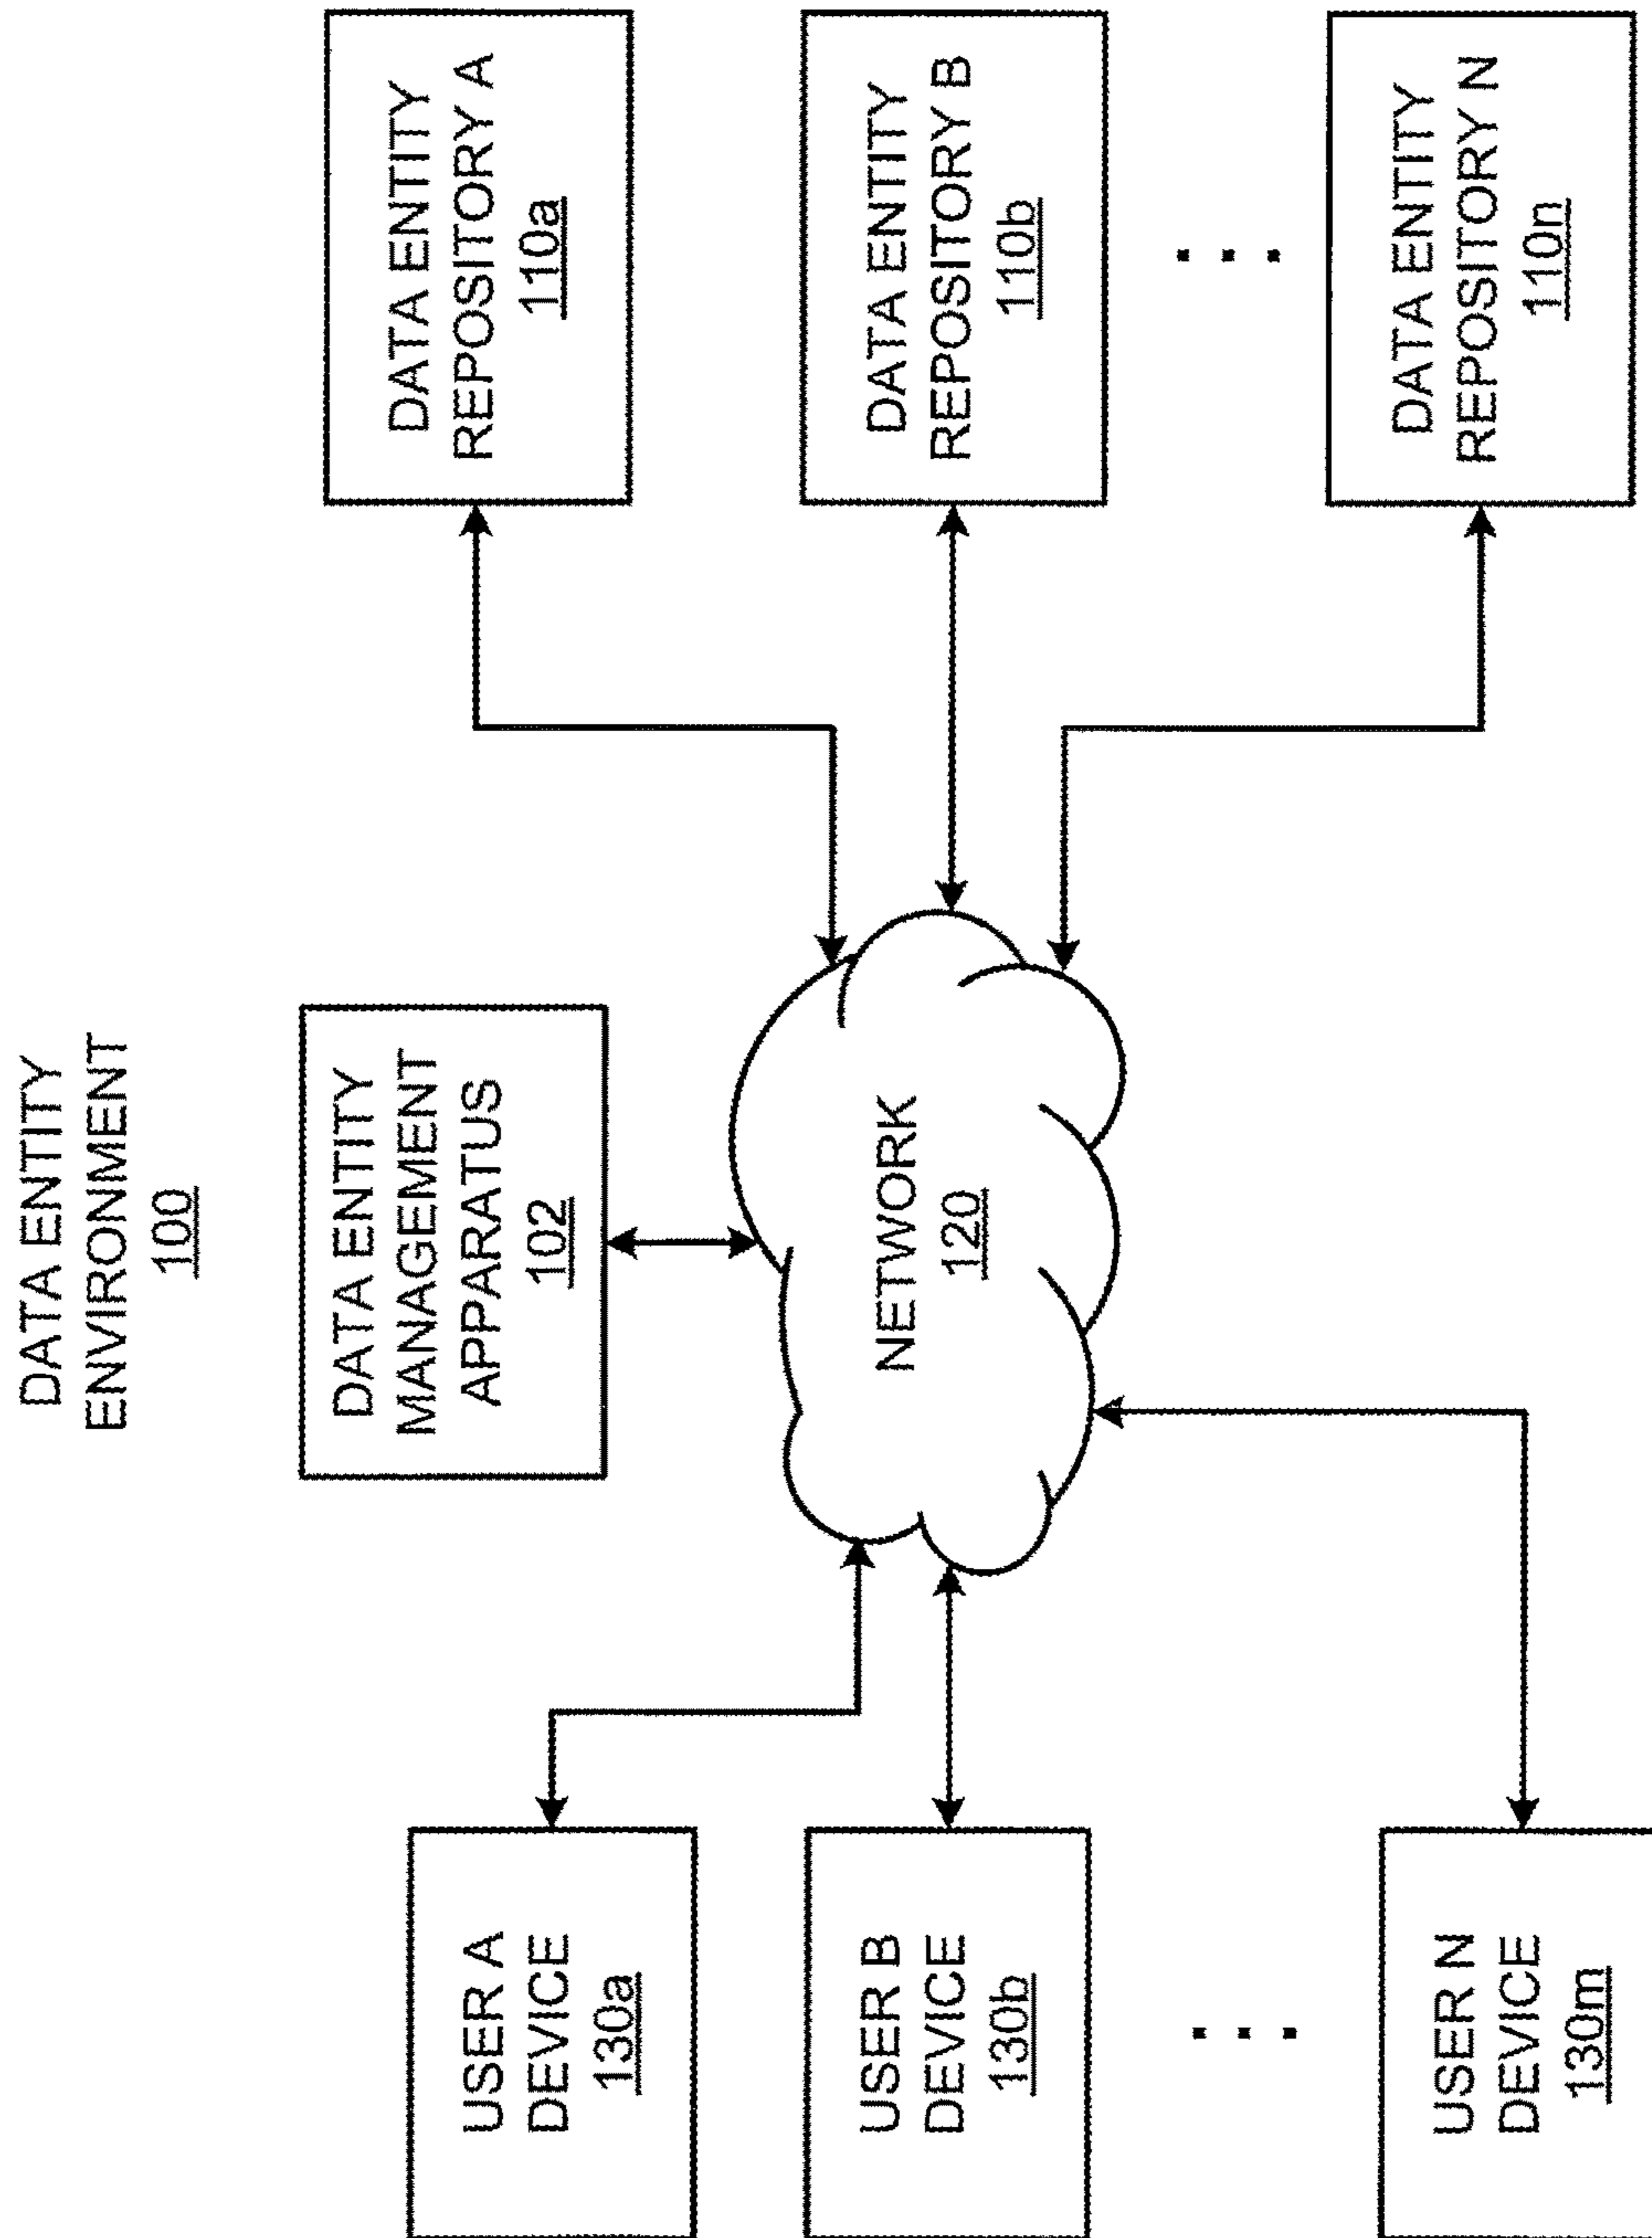 DATA ENTITY
ENVIRONMENT
100
DATA ENTITY
MANAGEMENT
APPARATUS
102
USER A
DEVICE
130a
USER B
DEVICE
130b
. . .
USER N
DEVICE
130m
NETWORK
120
DATA ENTITY
REPOSITORY A
110a
DATA ENTITY
REPOSITORY B
110b
. . .
DATA ENTITY
REPOSITORY N
110n